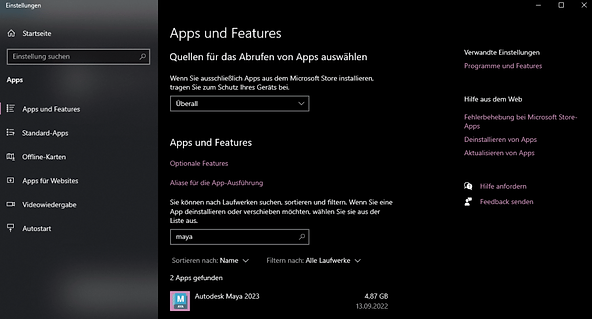 Einstellungen
Startseite
Einstellung suchen
Apps
Apps und Features
Standard-Apps
Offline-Karten
Apps für Websites
Videowiedergabe
Autostart
Apps and Features
Quellen für das Abrufen von Apps auswählen
Wenn Sie ausschließlich Apps aus dem Microsoft Store installieren,
tragen Sie zum Schutz Ihres Geräts bei.
Überall
Apps und Features
Optionale Features
Aliase für die App-Ausführung
Sie können nach Laufwerken suchen, sortieren und filtern. Wenn Sie eine
App deinstallieren oder verschieben möchten, wählen Sie sie aus der
Liste aus.
maya
Sortieren nach: Name
Filtern nach: Alle Laufwerke
2 Apps gefunden
Autodesk Maya 2023
4,87 GB
13.09.2022
Verwandte Einstellungen
Programme und Features
Hilfe aus dem Web
Fehlerbehebung bei Microsoft Store-
Apps
Deinstallieren von Apps
Aktualisieren von Apps
Hilfe anfordern
Feedback senden